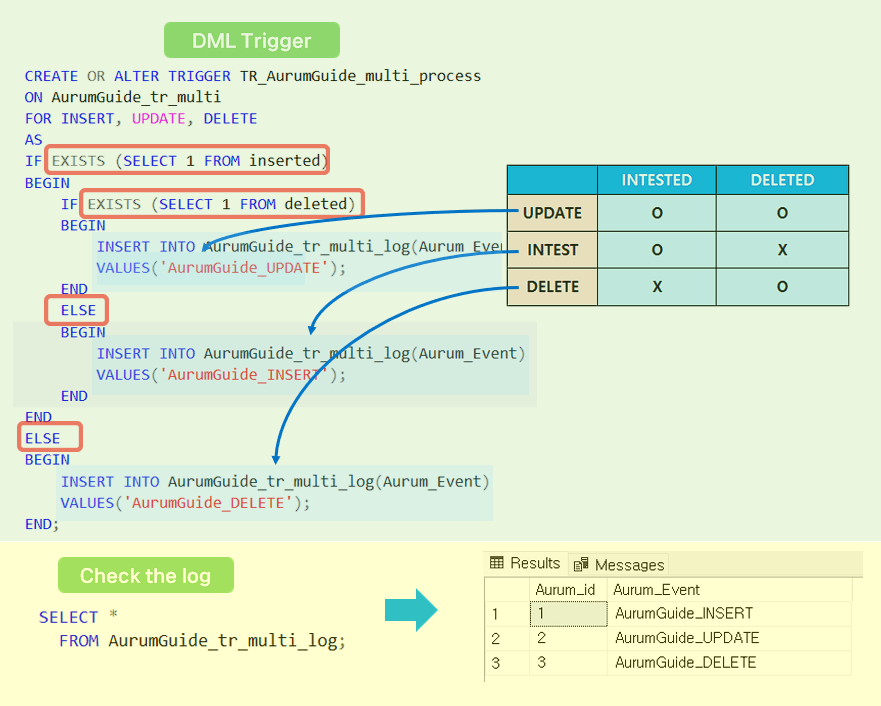 DML Trigger
CREATE OR ALTER TRIGGER TR_AurumGuide_multi_process
ON AurumGuide_tr_multi
FOR INSERT, UPDATE, DELETE
AS
IF EXISTS (SELECT 1 FROM inserted)
BEGIN
IF EXISTS (SELECT 1 FROM deleted)
BEGIN
INSERT INTO AurumGuide_tr_multi_log(Aurum_Eve
VALUES('AurumGuide_UPDATE');
END
ELSE
BEGIN
INSERT INTO AurumGuide_tr_multi_log(Aurum_Event)
VALUES('AurumGuide_INSERT');
END
END
ELSE
BEGIN
INSERT INTO AurumGuide_tr_multi_log(Aurum_Event)
VALUES('AurumGuide_DELETE');
END;
INTESTED DELETED
UPDATE O O
INTEST O X
DELETE X O
Check the log
SELECT *
FROM AurumGuide_tr_multi_log;
Results Messages
Aurum_id Aurum_Event
1 1 AurumGuide_INSERT
2 2 AurumGuide_UPDATE
3 3 AurumGuide_DELETE